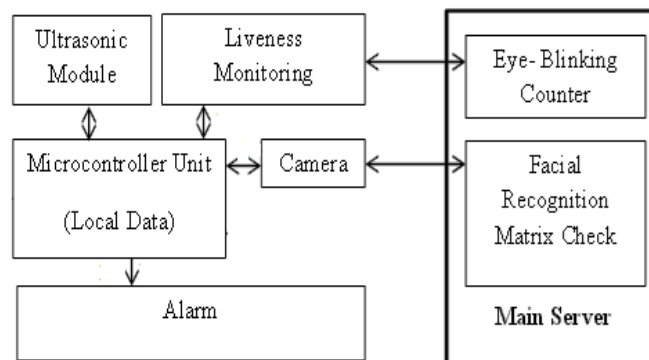 Ultrasonic
Module
Liveness
Monitoring
Eye- Blinking
Counter
Microcontroller Unit
(Local Data)
Camera
Facial
Recognition
Matrix Check
Alarm
Main Server